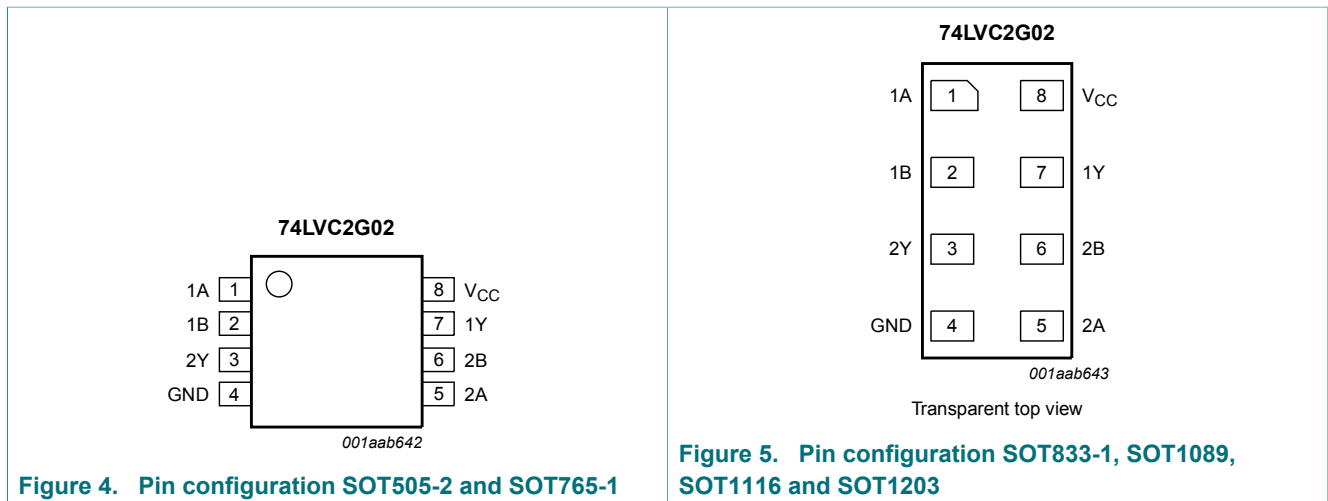 74LVC2G02
1A 1 8 VCC
1B 2 7 1Y
2Y 3 6 2B
GND 4 5 2A
001aab642
Figure 4. Pin configuration SOT505-2 and SOT765-1
74LVC2G02
1A 1 8 VCC
1B 2 7 1Y
2Y 3 6 2B
GND 4 5 2A
001aab643
Transparent top view
Figure 5. Pin configuration SOT833-1, SOT1089,
SOT1116 and SOT1203